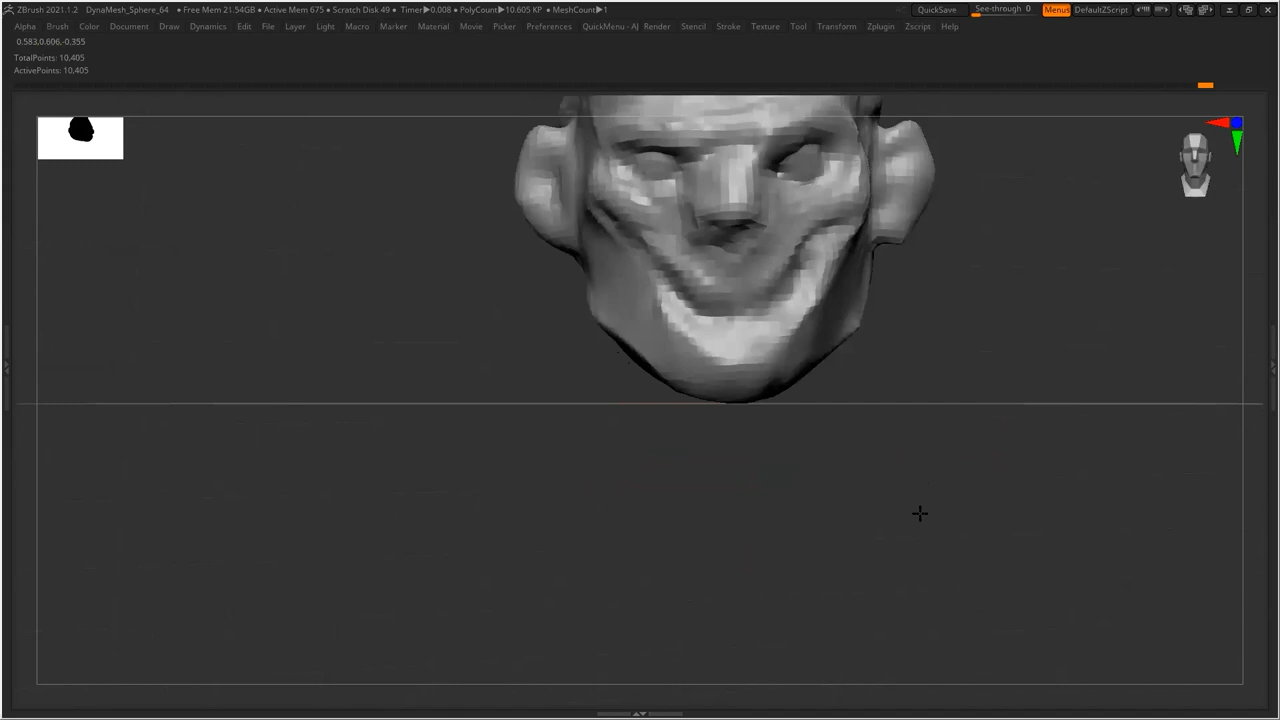 ZBrush 2021.1.2 DynaMesh_Sphere_64 ● Free Mem 21.54GB ● Active Mem 675 ● Scratch Disk 49 ● Timer▶0.008 ● PolyCount▶10.605 KP ● MeshCount▶1 QuickSave See-through 0 Menus DefaultZScript
Alpha Brush Color Document Draw Dynamics Edit File Layer Light Macro Marker Material Movie Picker Preferences QuickMenu - AJ Render Stencil Stroke Texture Tool Transform Zplugin Zscript Help
0.583,0.606,-0.355
TotalPoints: 10,405
ActivePoints: 10,405